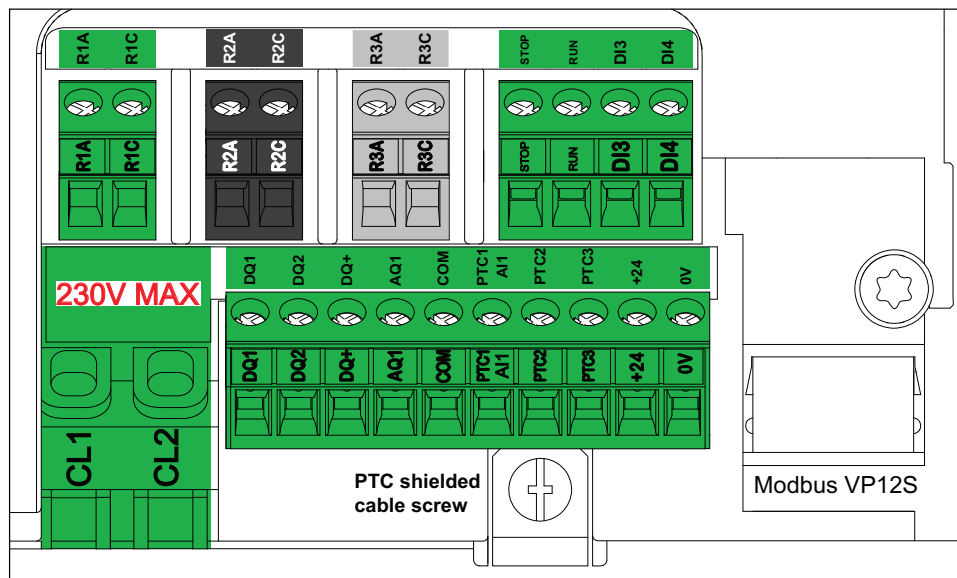 R1A R1C R2A R2C R3A R3C STOP RUN DI3 DI4
R1A R1C R2A R2C R3A R3C STOP RUN DI3 DI4
230V MAX
DQ1 DQ2 DQ+ AQ1 COM PTC1 AI1 PTC2 PTC3 +24 0V
DQ1 DQ2 DQ+ AQ1 COM PTC1 AI1 PTC2 PTC3 +24 0V
CL1 CL2
PTC shielded
cable screw
Modbus VP12S